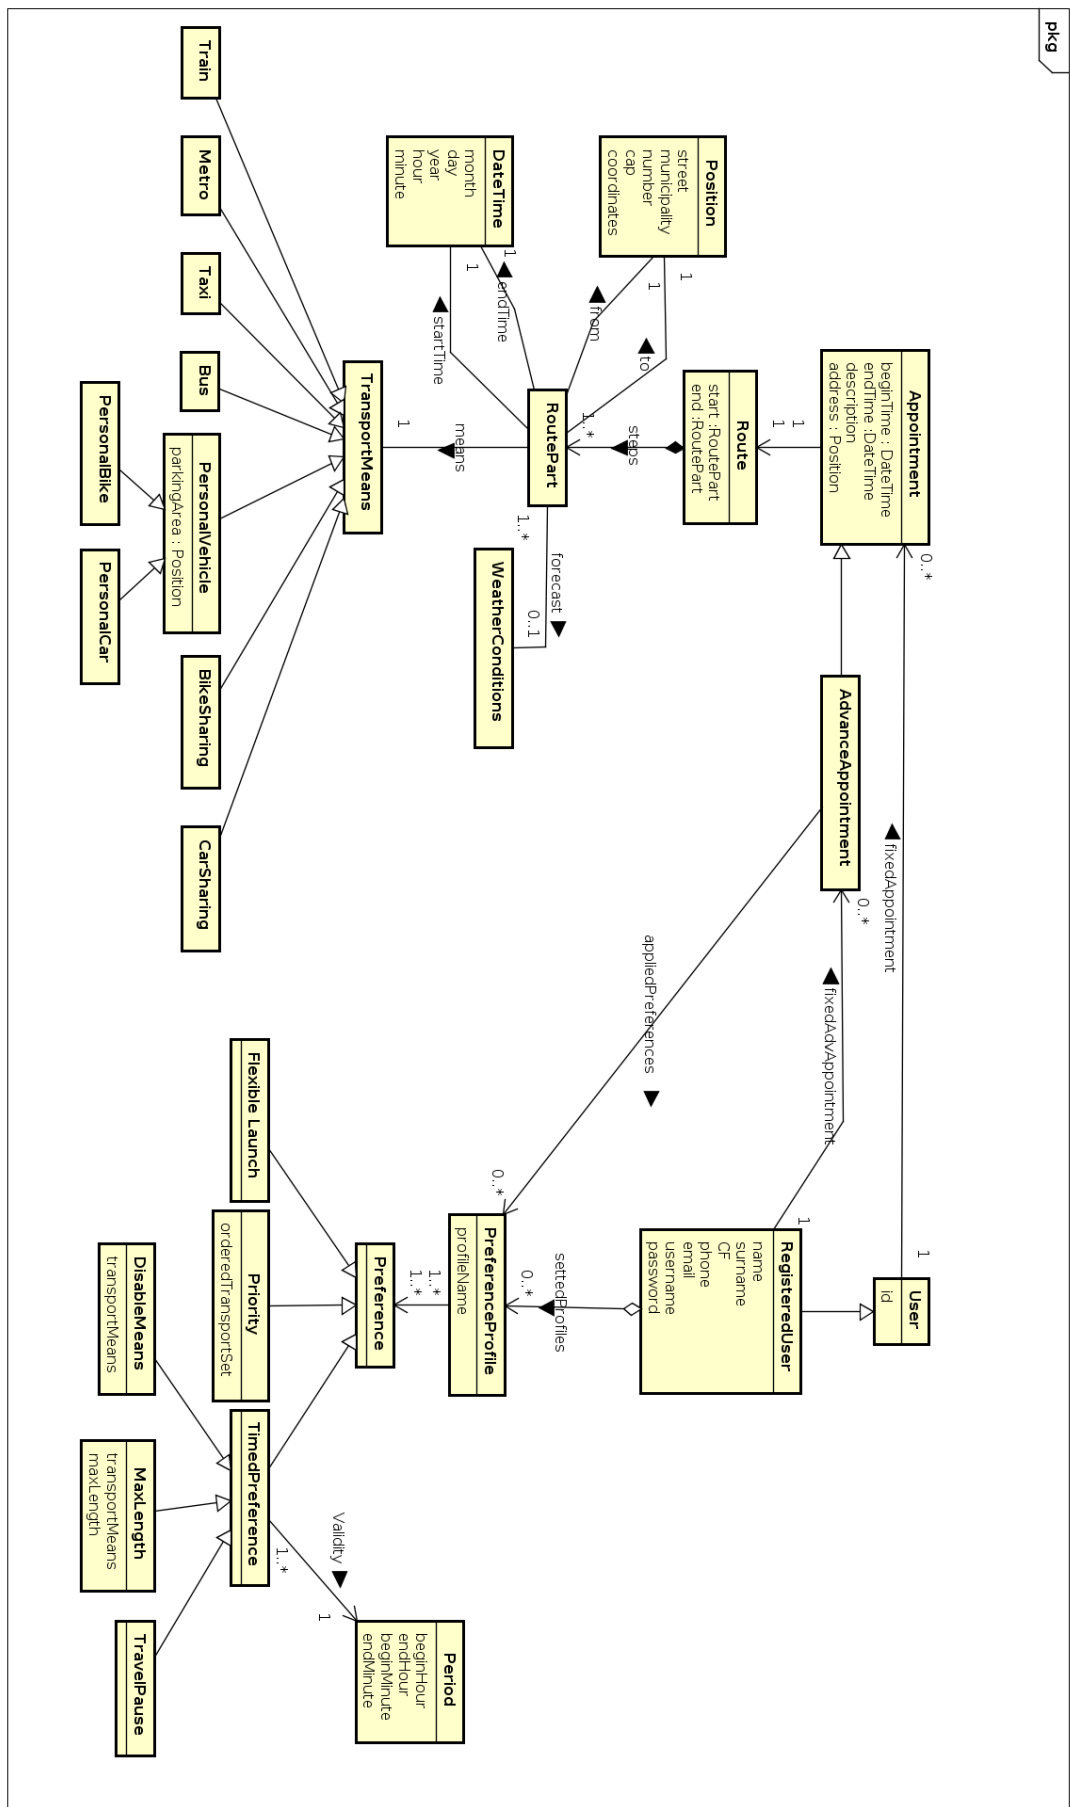 pkg
User
id
1
0..*
fixedAppointment
Appointment
beginTime : DateTime
endTime :DateTime
description
address : Position
AdvanceAppointment
0..*
fixedAdvAppointment
1
RegisteredUser
name
surname
CF
phone
email
username
password
1
1
Route
start :RoutePart
end :RoutePart
Position
street
municipality
number
cap
coordinates
1
1
to
from
steps
1..*
appliedPreferences
settedProfiles
0..*
0..*
RoutePart
DateTime
month
day
year
hour
minute
1
endTime
1
startTime
forecast
1..*
0..1
WeatherConditions
PreferenceProfile
profileName
means
1
1..*
1..*
TransportMeans
Preference
Period
beginHour
endHour
beginMinute
endMinute
Validity
1
1..*
Train
Metro
Taxi
Bus
PersonalVehicle
parkingArea : Position
BikeSharing
CarSharing
Flexible Launch
Priority
orderedTransportSet
TimedPreference
PersonalBike
PersonalCar
DisableMeans
transportMeans
MaxLength
transportMeans
maxLength
TravelPause